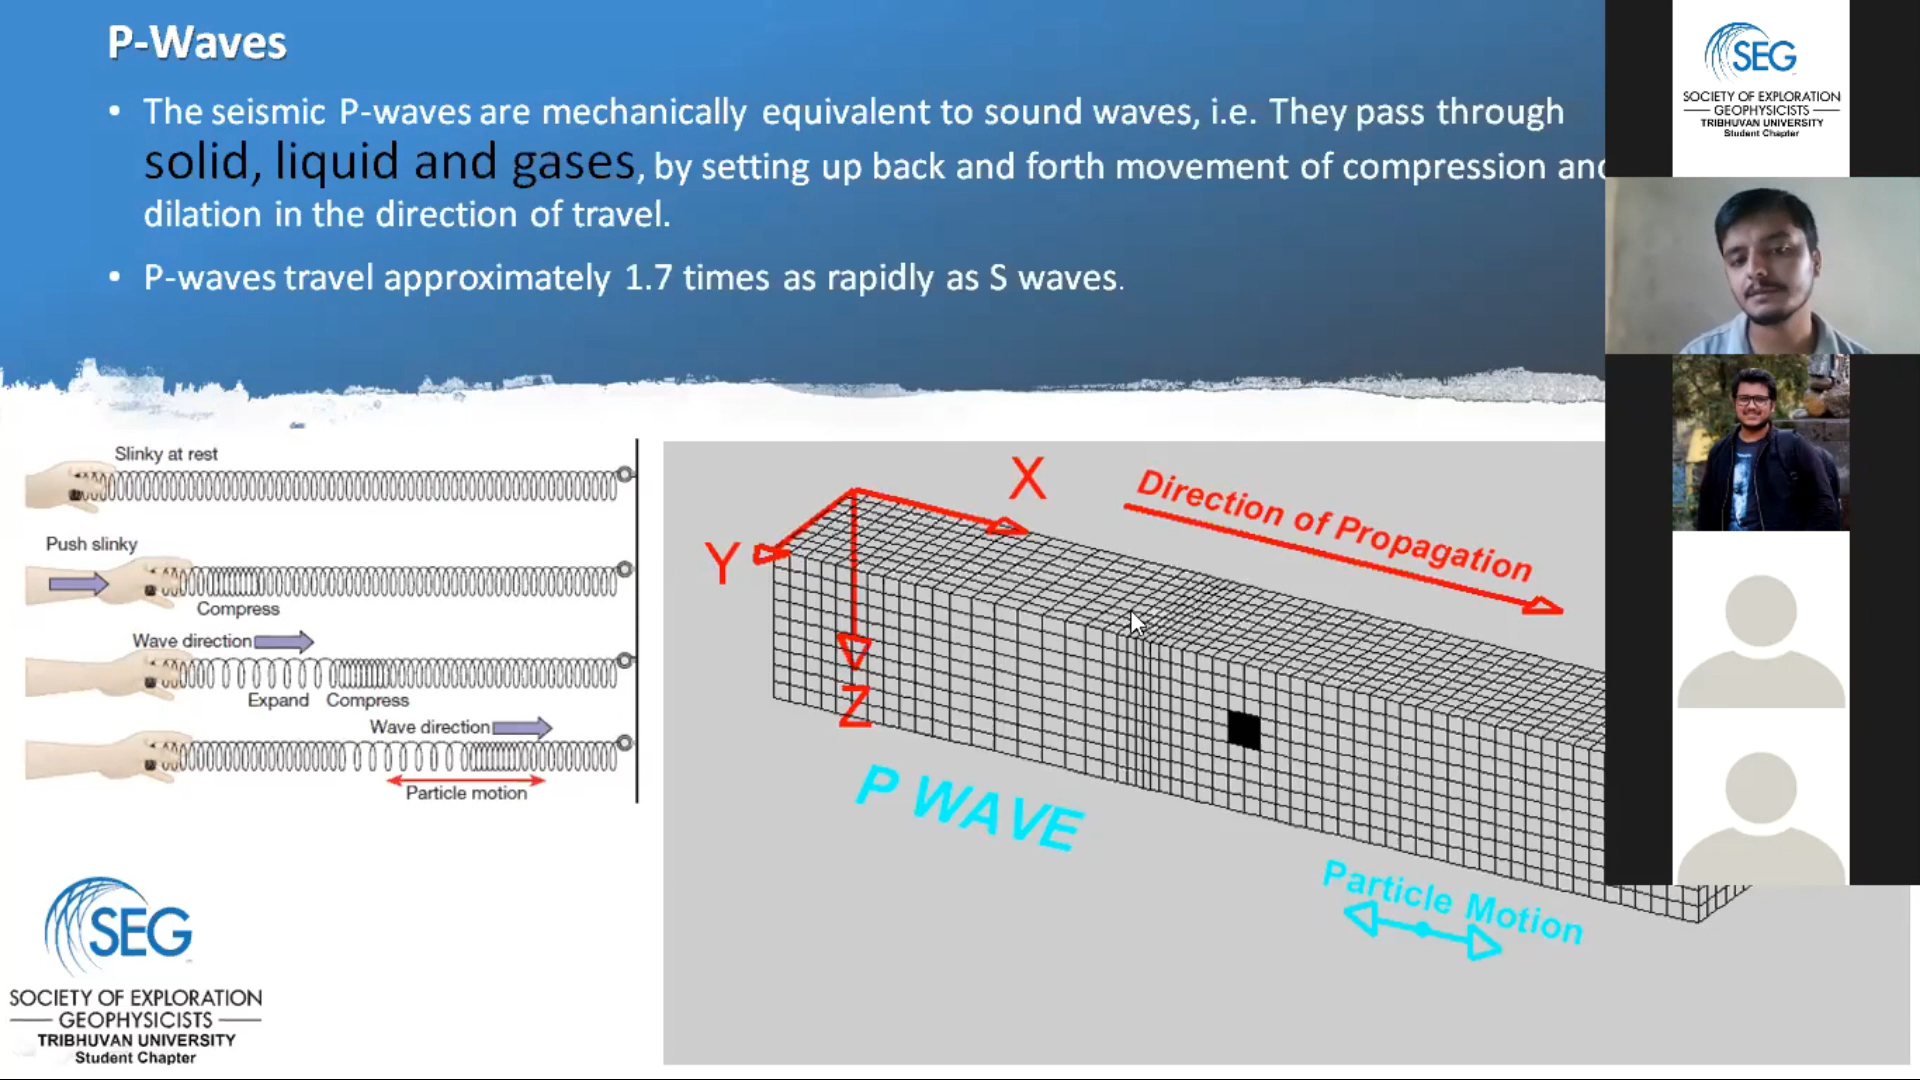 P-Waves
• The seismic P-waves are mechanically equivalent to sound waves, i.e. They pass through
solid, liquid and gases, by setting up back and forth movement of compression and
dilation in the direction of travel.
• P-waves travel approximately 1.7 times as rapidly as S waves.
Slinky at rest
Push slinky
Compress
Wave direction
Expand Compress
Wave direction
Particle motion
X
Y
Z
Direction of Propagation
P WAVE
Particle Motion
SEG
SOCIETY OF EXPLORATION
GEOPHYSICISTS
TRIBHUVAN UNIVERSITY
Student Chapter
SEG
SOCIETY OF EXPLORATION
GEOPHYSICISTS
TRIBHUVAN UNIVERSITY
Student Chapter